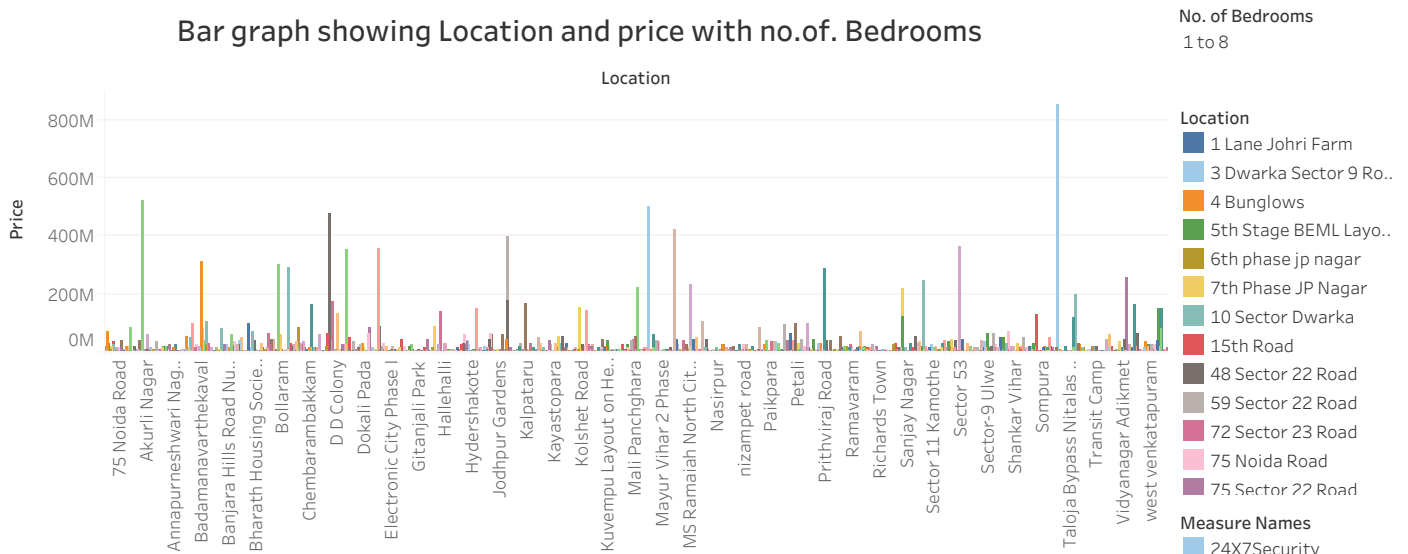 Bar graph showing Location and price with no.of. Bedrooms
No. of Bedrooms
1 to 8
Location
Price
800M
600M
400M
200M
0M
75 Noida Road
Akurli Nagar
Annapurneshwari Nag..
Badamanavarthekaval
Banjara Hills Road Nu..
Bharath Housing Socie..
Bollaram
Chembarambakkam
D D Colony
Dokali Pada
Electronic City Phase 1
Gitanjali Park
Hallehalli
Hydershakote
Jodhpur Gardens
Kalpataru
Kayastopara
Kolshet Road
Kuvempu Layout on He..
Mali Panchghara
Mayur Vihar 2 Phase
MS Ramaiah North Cit..
Nasirpur
nizampet road
Paikpara
Petali
Prithviraj Road
Ramavaram
Richards Town
Sanjay Nagar
Sector 11 Kamothe
Sector 53
Sector-9 Ullwe
Shankar Vihar
Sompura
Taloja Bypass Nitalas ..
Transit Camp
Vidyanagar Adikmet
west venkatapuram
Location
1 Lane Johri Farm
3 Dwarka Sector 9 Ro..
4 Bunglows
5th Stage BEML Layo..
6th phase jp nagar
7th Phase JP Nagar
10 Sector Dwarka
15th Road
48 Sector 22 Road
59 Sector 22 Road
72 Sector 23 Road
75 Noida Road
75 Sector 22 Road
Measure Names
24X7Security